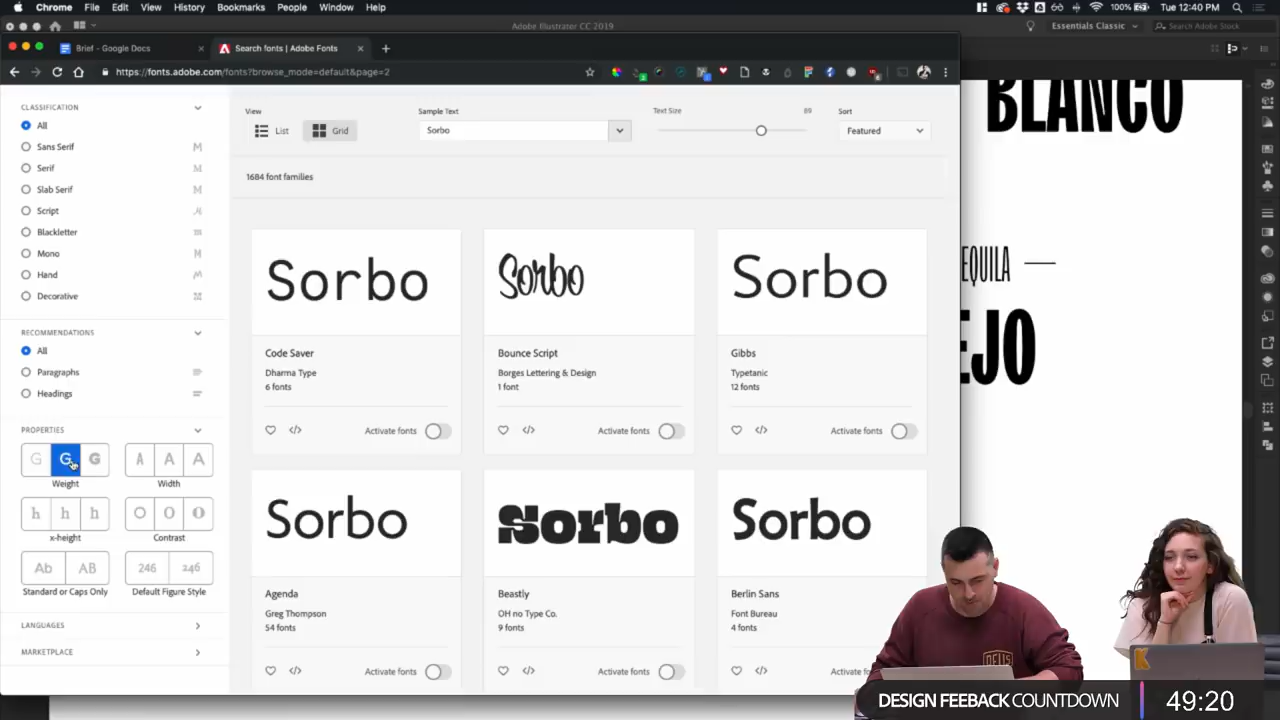 Chrome File Edit View History Bookmarks People Window Help
100% Tue 12:40 PM
Adobe Illustrator CC 2019
Essentials Classic
Search Adobe Stock
Brief - Google Docs
Search fonts | Adobe Fonts
https://fonts.adobe.com/fonts?browse_mode=default&page=2
CLASSIFICATION
All
Sans Serif
Serif
Slab Serif
Script
Blackletter
Mono
Hand
Decorative
RECOMMENDATIONS
All
Paragraphs
Headings
PROPERTIES
G G G
A A A
Weight
Width
h h h
O O O
x-height
Contrast
Ab AB
246 246
Standard or Caps Only
Default Figure Style
LANGUAGES
MARKETPLACE
View
List
Grid
Sample Text
Sorbo
Text Size
89
Sort
Featured
1684 font families
Sorbo
Code Saver
Dharma Type
6 fonts
Activate fonts
Sorbo
Bounce Script
Borges Lettering & Design
1 font
Activate fonts
Sorbo
Gibbs
Typetanic
12 fonts
Activate fonts
Sorbo
Agenda
Greg Thompson
54 fonts
Activate fonts
Sorbo
Beastly
OH no Type Co.
9 fonts
Activate fonts
Sorbo
Berlin Sans
Font Bureau
4 fonts
Activate fo
BLANCO
EQUILA
EJO
DEUS
K
DESIGN FEEBACK COUNTDOWN
49:20